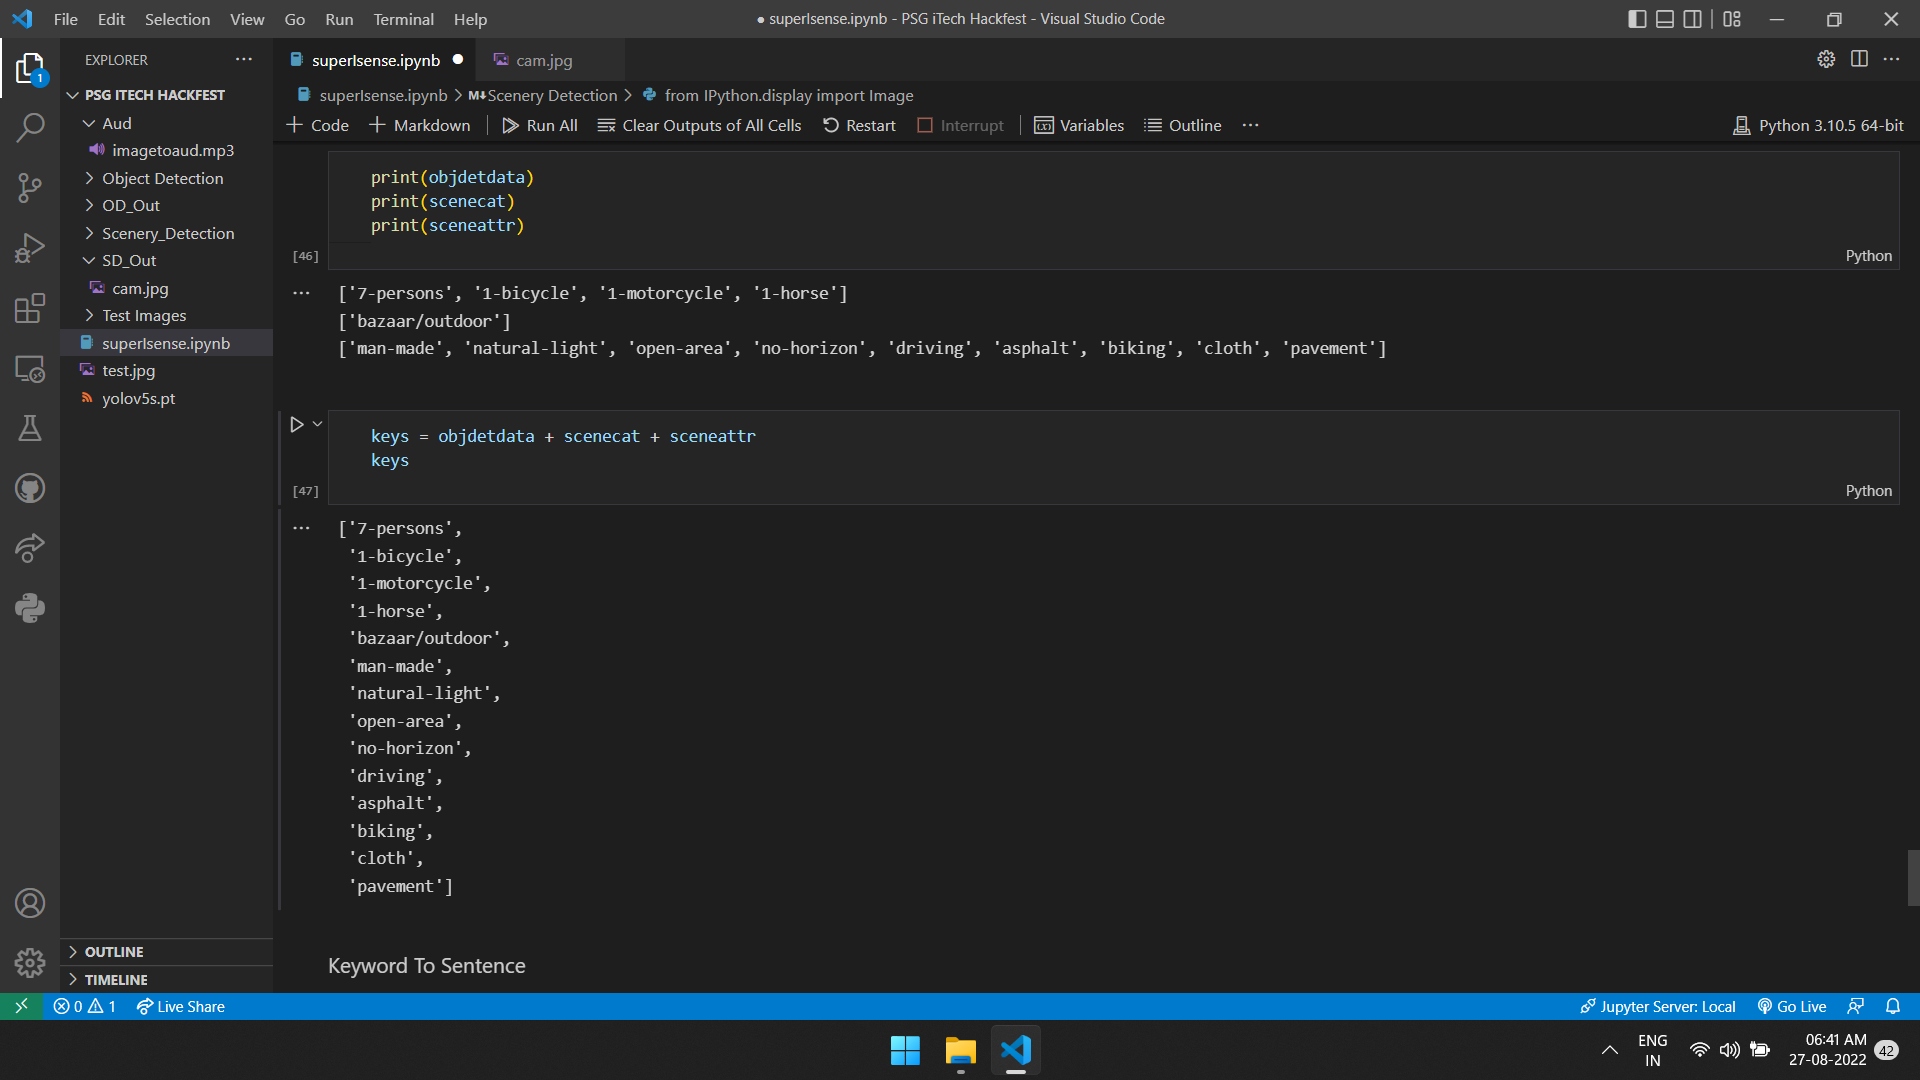 File Edit Selection View Go Run Terminal Help
● superIsense.ipynb - PSG iTech Hackfest - Visual Studio Code
EXPLORER
superIsense.ipynb
cam.jpg
1
PSG ITECH HACKFEST
Aud
imagetoaud.mp3
Object Detection
OD_Out
Scenery_Detection
SD_Out
cam.jpg
Test Images
superIsense.ipynb
test.jpg
yolov5s.pt
OUTLINE
TIMELINE
superIsense.ipynb > M↓Scenery Detection > from IPython.display import Image
+ Code + Markdown Run All Clear Outputs of All Cells Restart Interrupt Variables Outline ...
Python 3.10.5 64-bit
print(objdetdata)
print(scenecat)
print(sceneattr)
[46]
Python
['7-persons', '1-bicycle', '1-motorcycle', '1-horse']
['bazaar/outdoor']
['man-made', 'natural-light', 'open-area', 'no-horizon', 'driving', 'asphalt', 'biking', 'cloth', 'pavement']
keys = objdetdata + scenecat + sceneattr
keys
[47]
Python
['7-persons',
'1-bicycle',
'1-motorcycle',
'1-horse',
'bazaar/outdoor',
'man-made',
'natural-light',
'open-area',
'no-horizon',
'driving',
'asphalt',
'biking',
'cloth',
'pavement']
Keyword To Sentence
0 1 Live Share
Jupyter Server: Local Go Live
ENG
IN
06:41 AM
27-08-2022
42